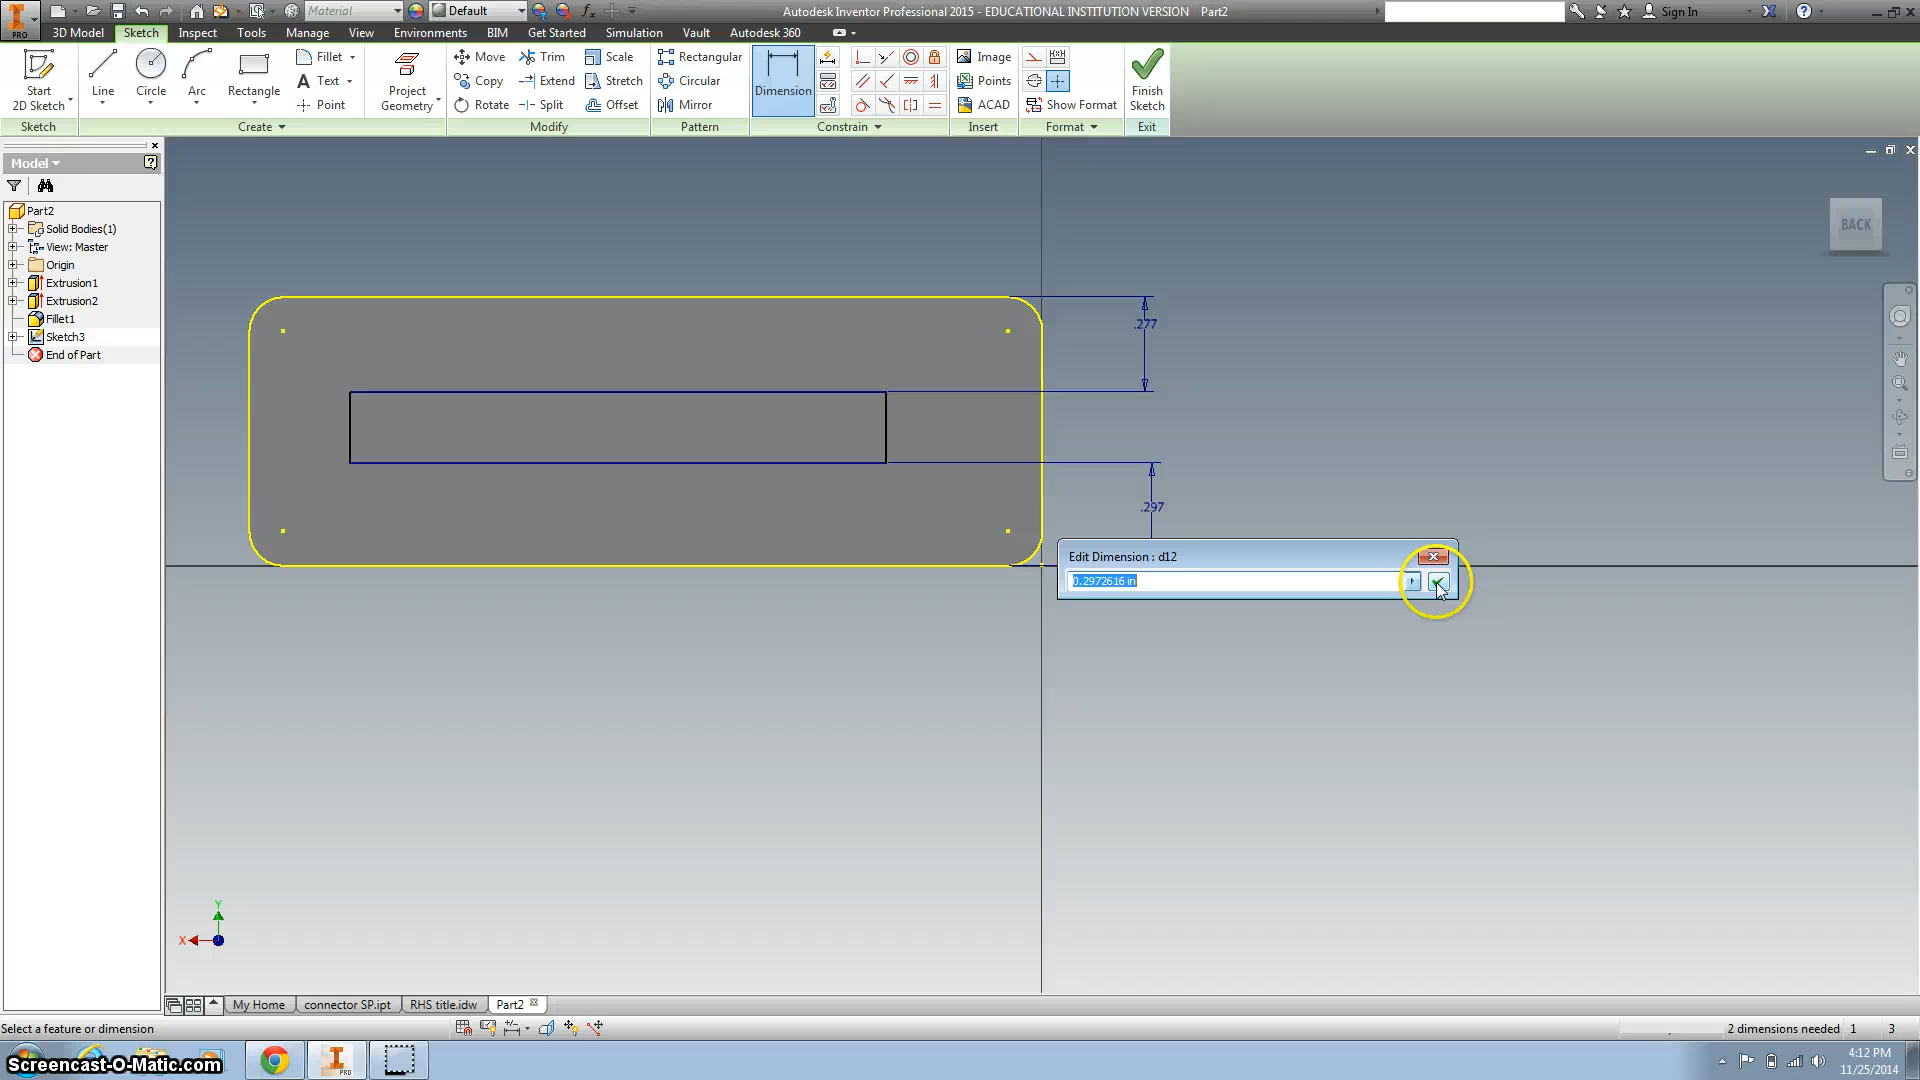 Material
Default
Autodesk Inventor Professional 2015 - EDUCATIONAL INSTITUTION VERSION Part2
Sign In
PRO
3D Model
Sketch
Inspect
Tools
Manage
View
Environments
BIM
Get Started
Simulation
Vault
Autodesk 360
Start
2D Sketch
Line
Circle
Arc
Rectangle
Fillet
Text
Point
Project
Geometry
Move
Copy
Rotate
Trim
Extend
Split
Scale
Stretch
Offset
Rectangular
Circular
Mirror
Dimension
Image
Points
ACAD
Show Format
Finish
Sketch
Sketch
Create
Modify
Pattern
Constrain
Insert
Format
Exit
Model
Part2
Solid Bodies(1)
View: Master
Origin
Extrusion1
Extrusion2
Fillet1
Sketch3
End of Part
BACK
.277
.297
Edit Dimension : d12
0.2972616 in
Y
X
My Home
connector SP.ipt
RHS title.idw
Part2
Select a feature or dimension
2 dimensions needed
1
3
Screencast-O-Matic.com
PRO
4:12 PM
11/25/2014